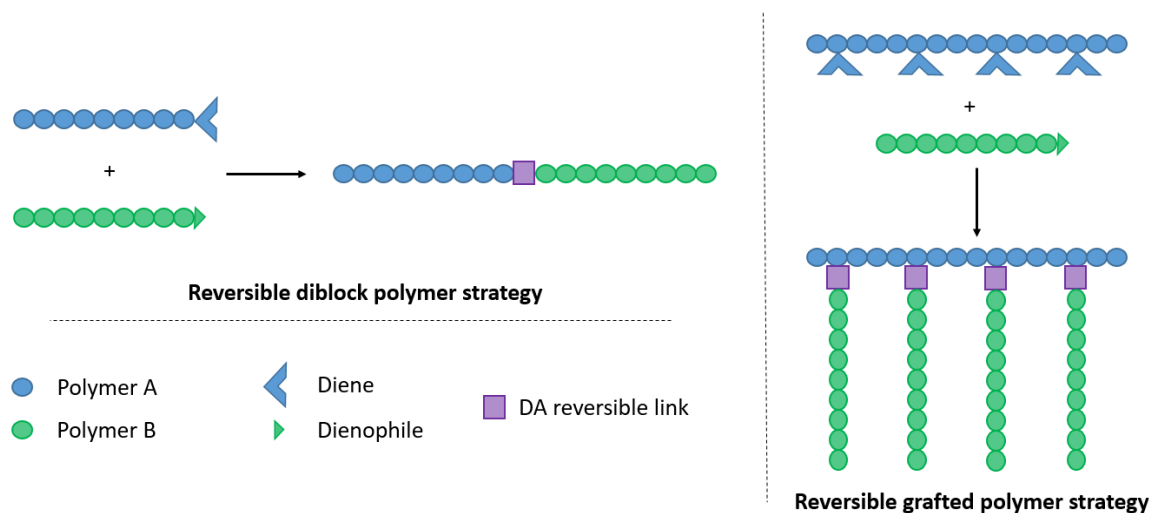 +
Reversible diblock polymer strategy
Polymer A
Polymer B
Diene
Dienophile
DA reversible link
+
Reversible grafted polymer strategy